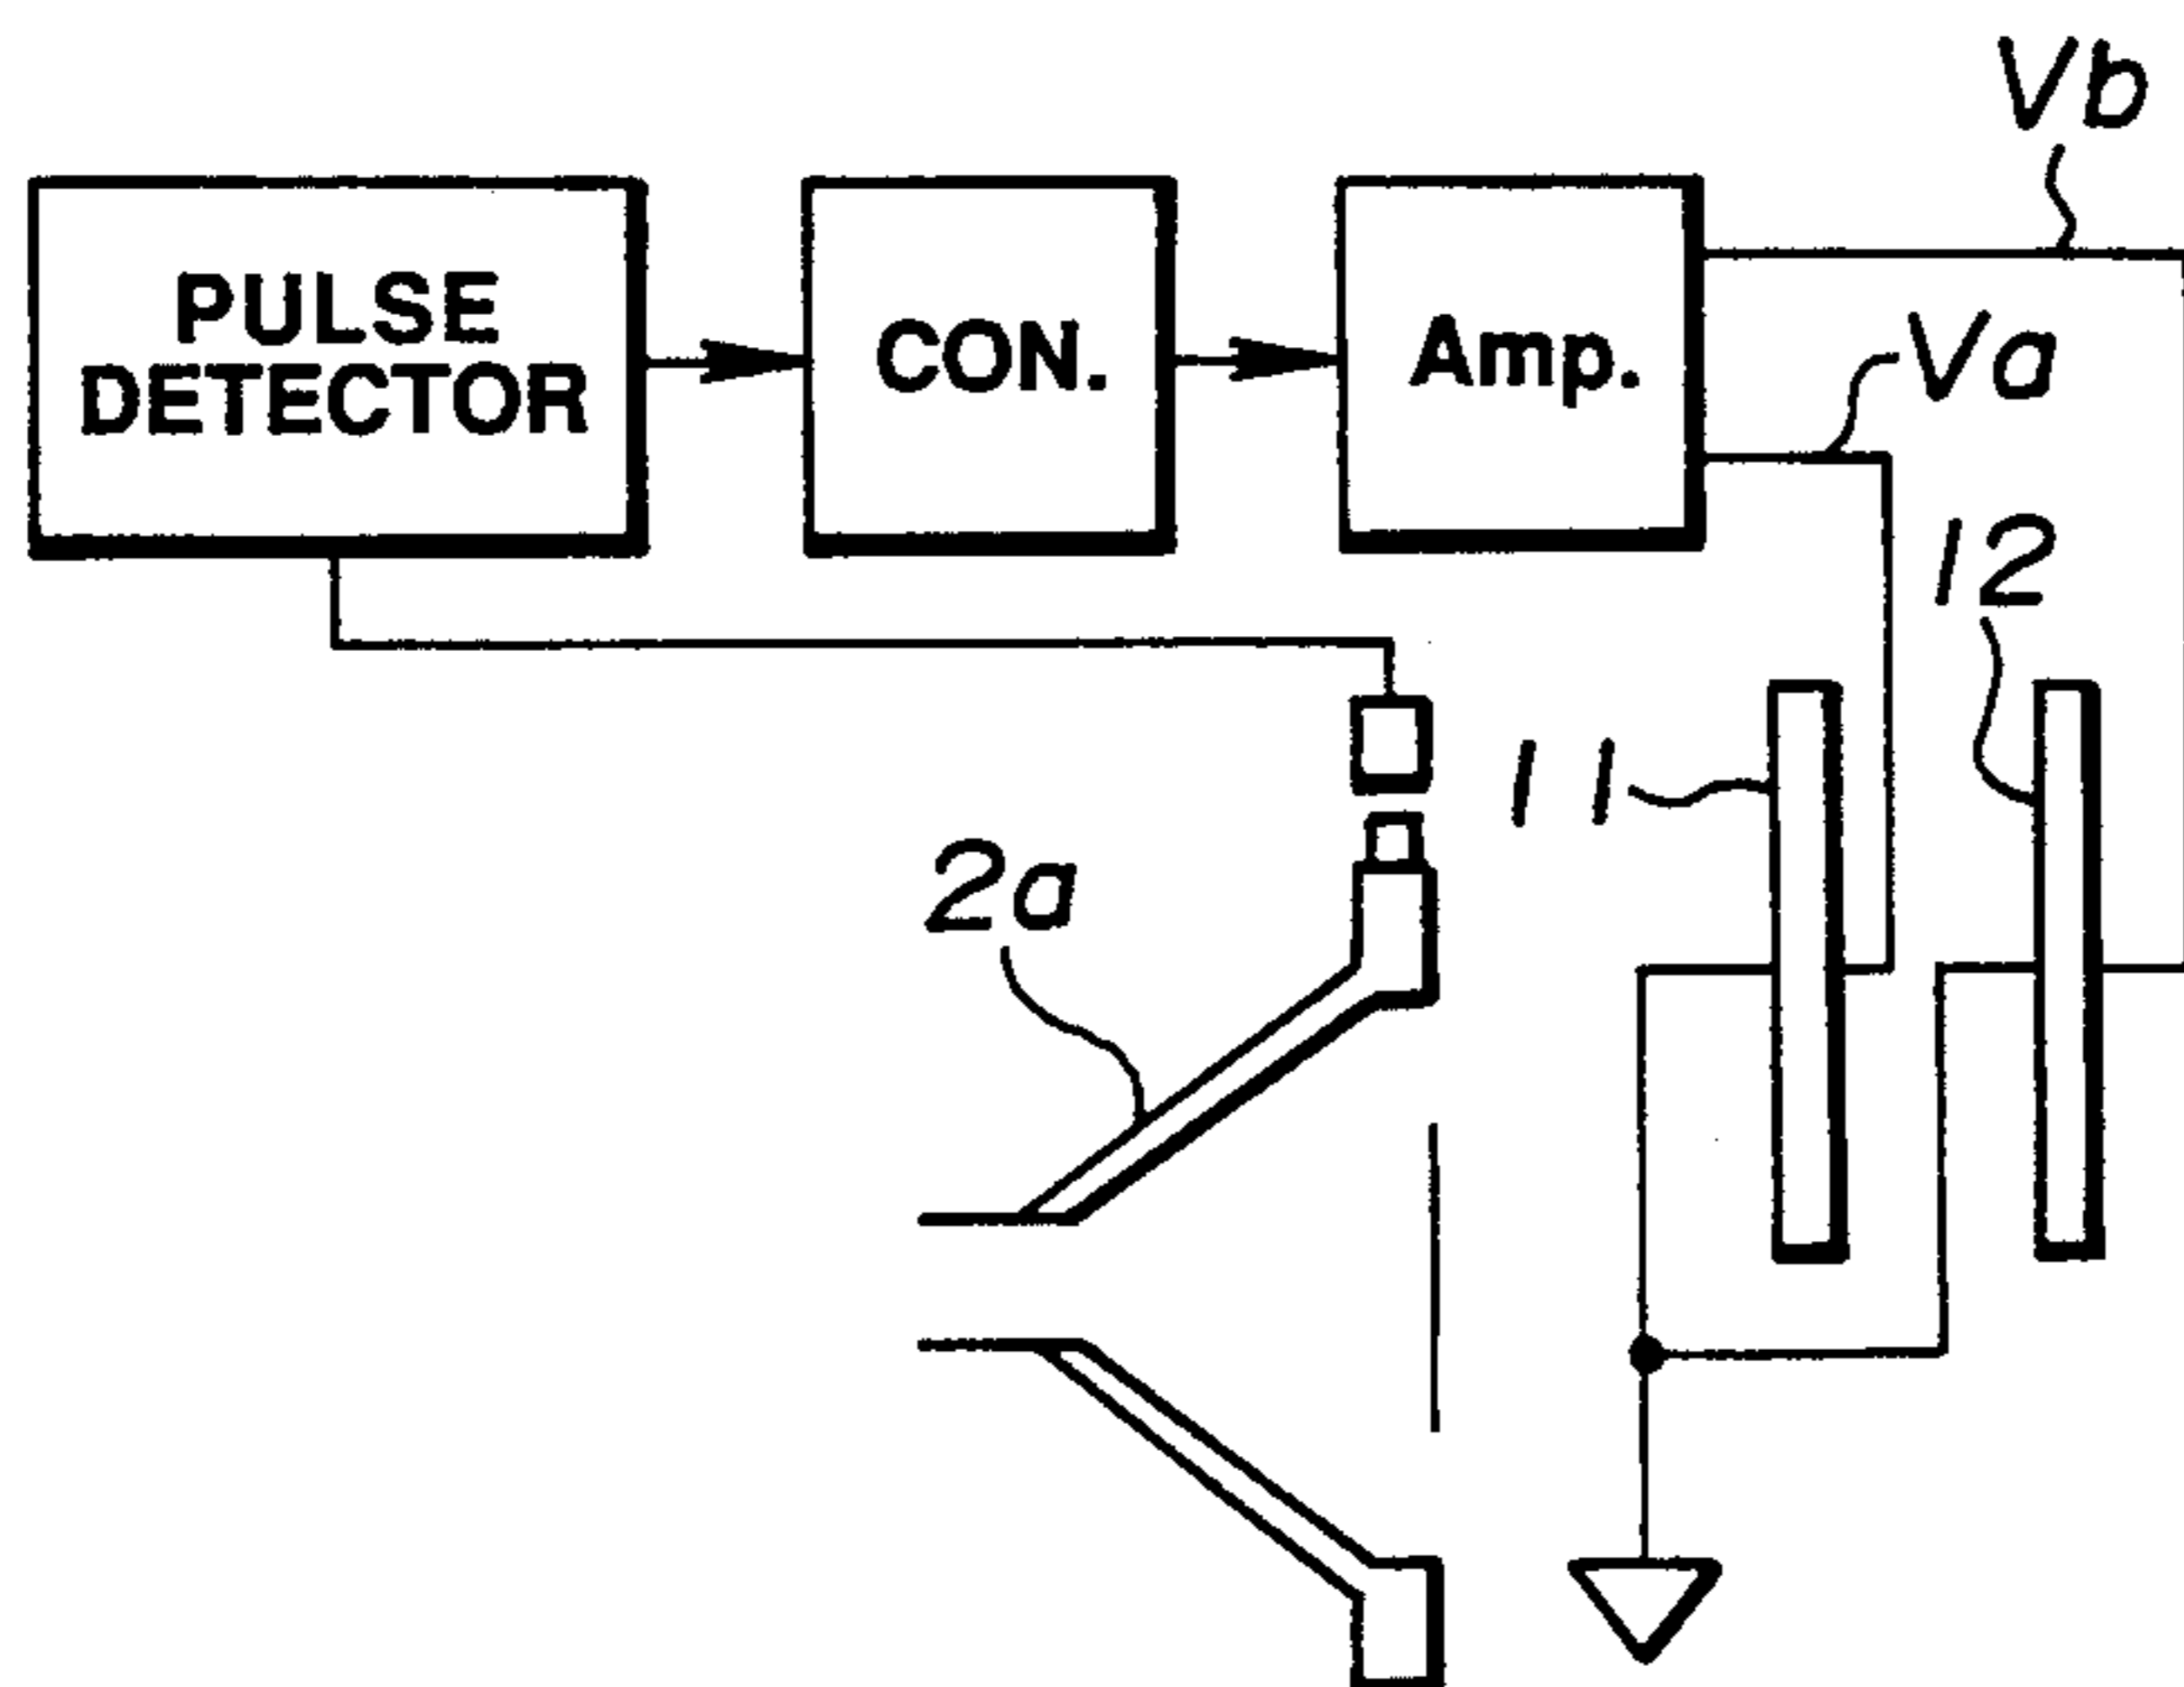 Vb
PULSE
DETECTOR
CON.
Amp.
Va
12
11
2a